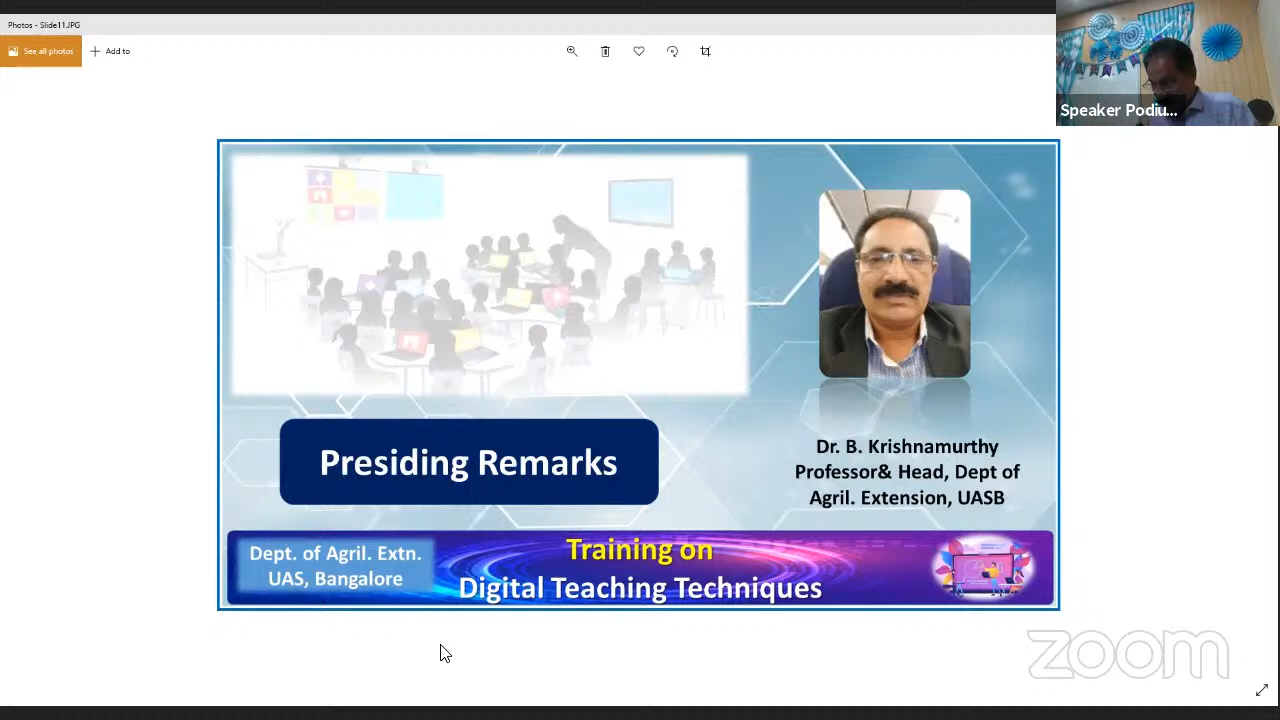 Photos - Slide11.JPG
See all photos
Add to
Speaker Podiu...
Presiding Remarks
Dr. B. Krishnamurthy
Professor& Head, Dept of
Agril. Extension, UASB
Dept. of Agril. Extn.
UAS, Bangalore
Training on
Digital Teaching Techniques
zoom